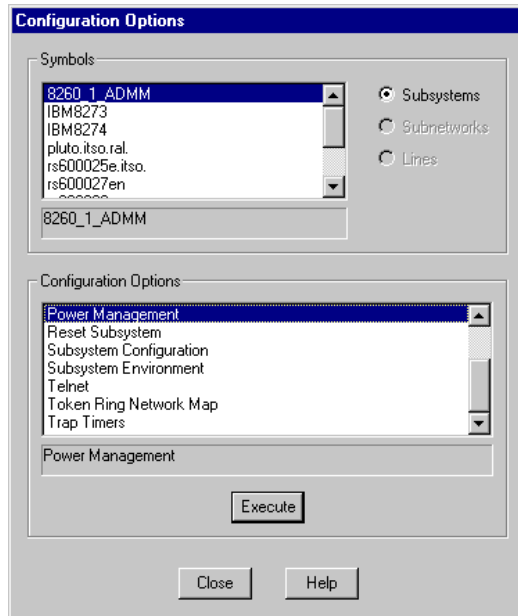 Configuration Options
Symbols
8260_1_ADMM
IBM8273
IBM8274
pluto.itso.ral.
rs600025e.itso.
rs600027en
Subsystems
Subnetworks
Lines
8260_1_ADMM
Configuration Options
Power Management
Reset Subsystem
Subsystem Configuration
Subsystem Environment
Telnet
Token Ring Network Map
Trap Timers
Power Management
Execute
Close
Help